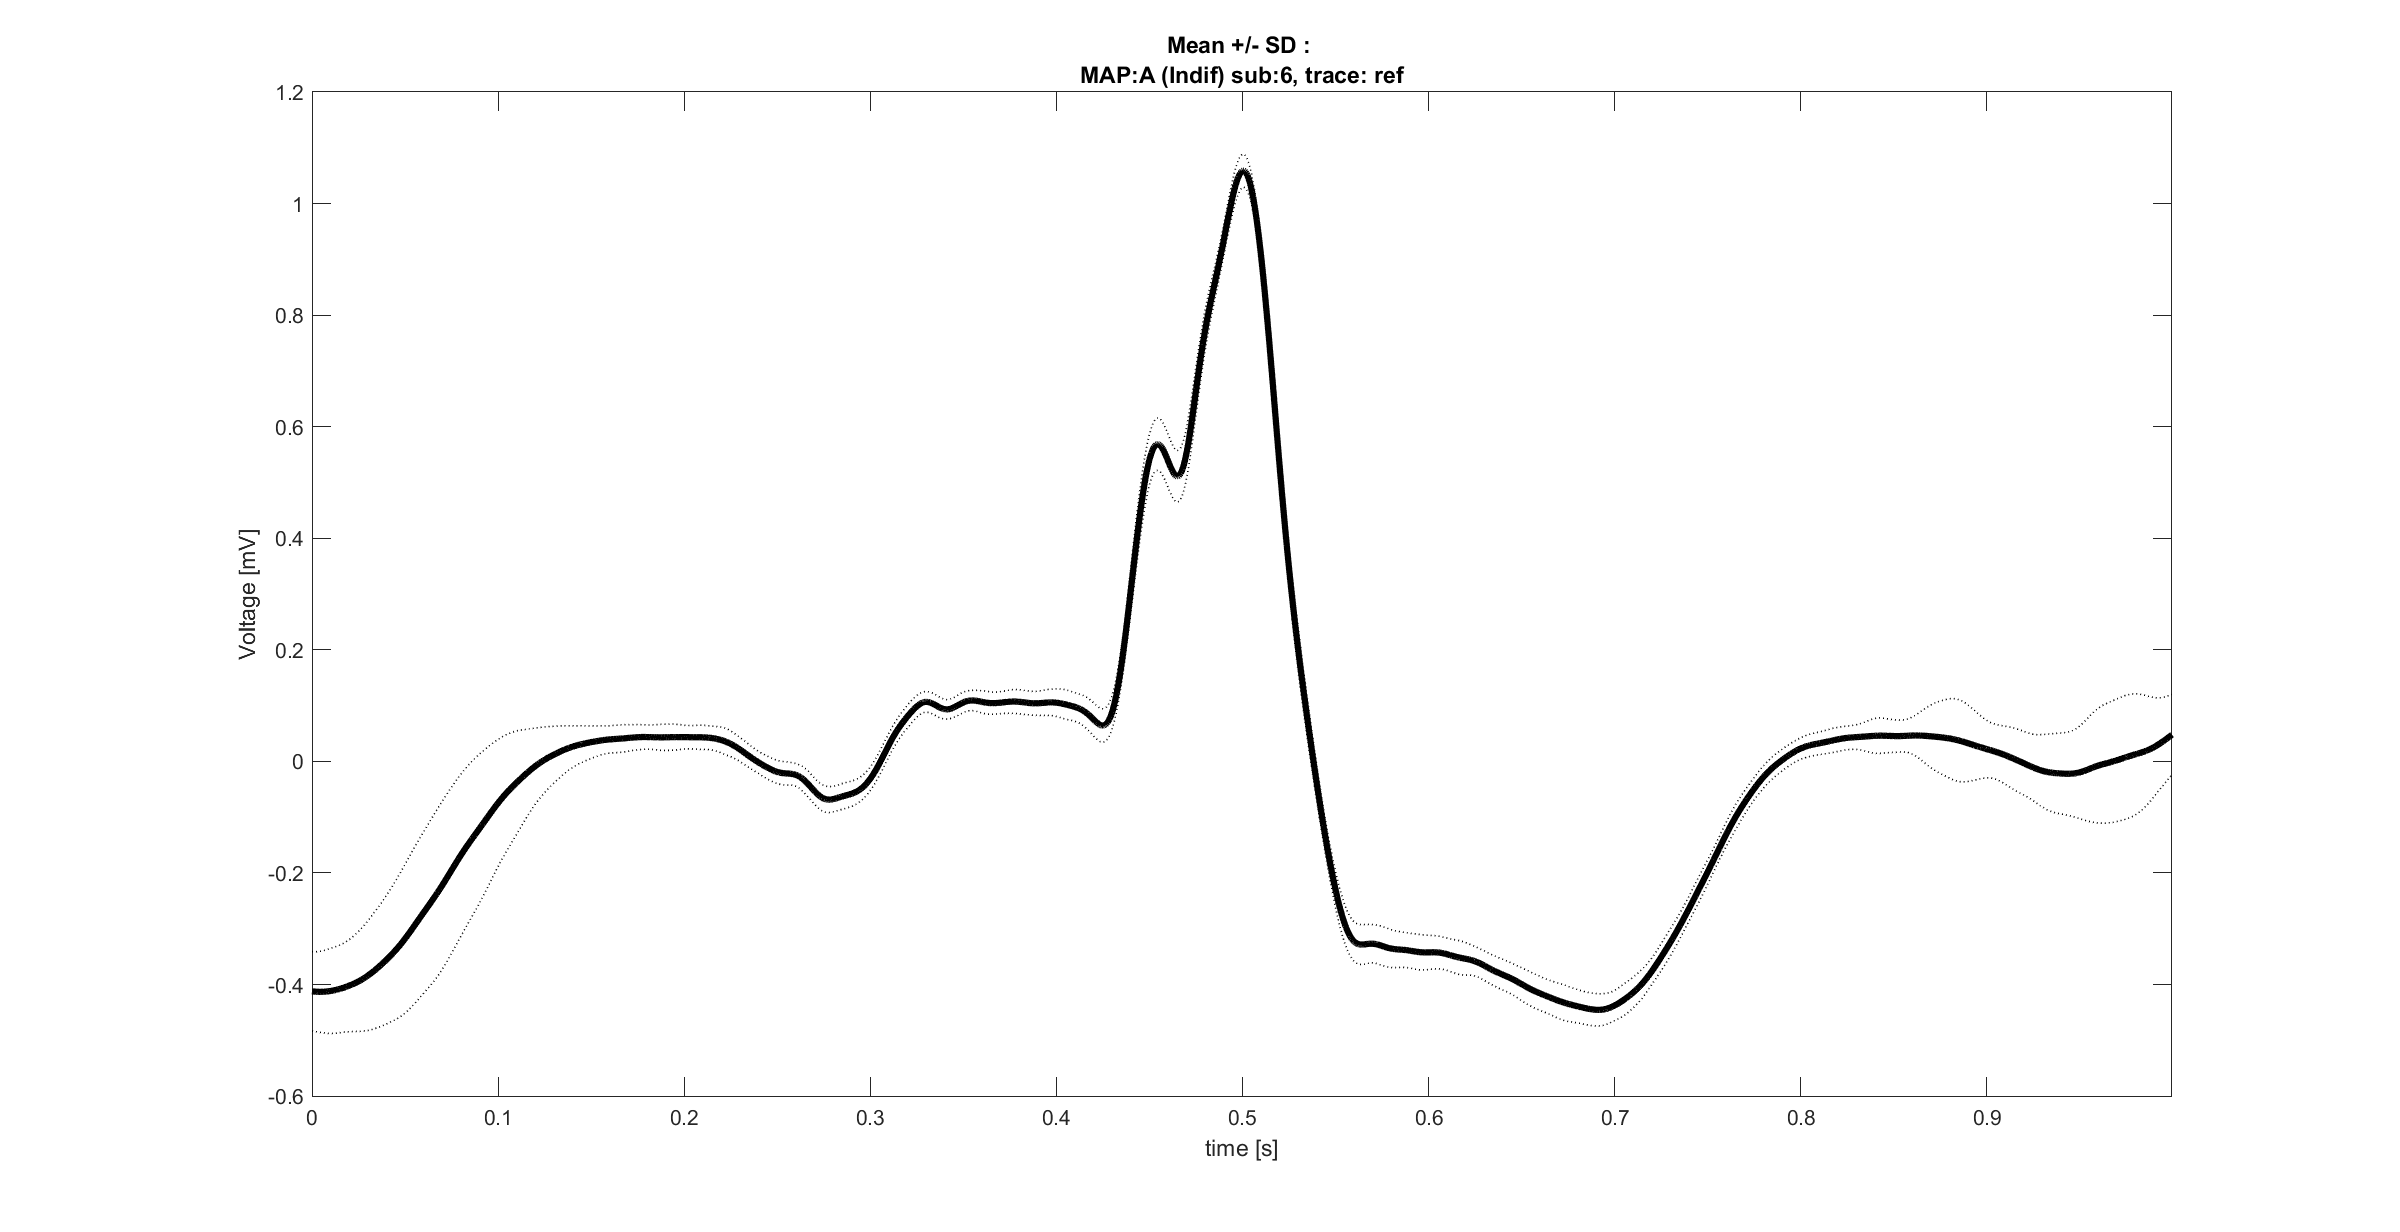 Mean +/- SD :
MAP:A (Indif) sub:6, trace: ref
1.2
1
0.8
0.6
0.4
0.2
0
-0.2
-0.4
-0.6
Voltage [mV]
0 0.1 0.2 0.3 0.4 0.5 0.6 0.7 0.8 0.9
time [s]